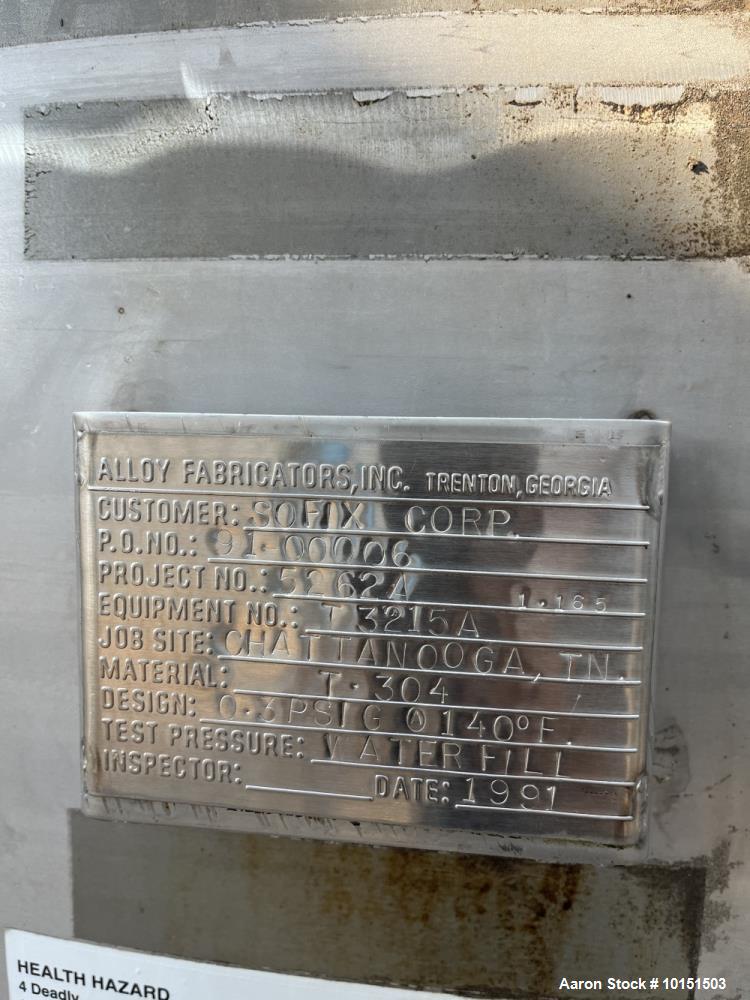 ALLOY FABRICATORS, INC. TRENTON, GEORGIA
CUSTOMER: SOFIX CORP.
P.O.NO.: 91-00006
PROJECT NO.: 5262A 1.165
EQUIPMENT NO.: T 3215A
JOB SITE: CHATTANOOGA, TN.
MATERIAL: T-304
DESIGN: 0.3PSIG @ 140°F.
TEST PRESSURE: WATER FILL
INSPECTOR: DATE: 1991
HEALTH HAZARD
4 Deadly
Aaron Stock # 10151503